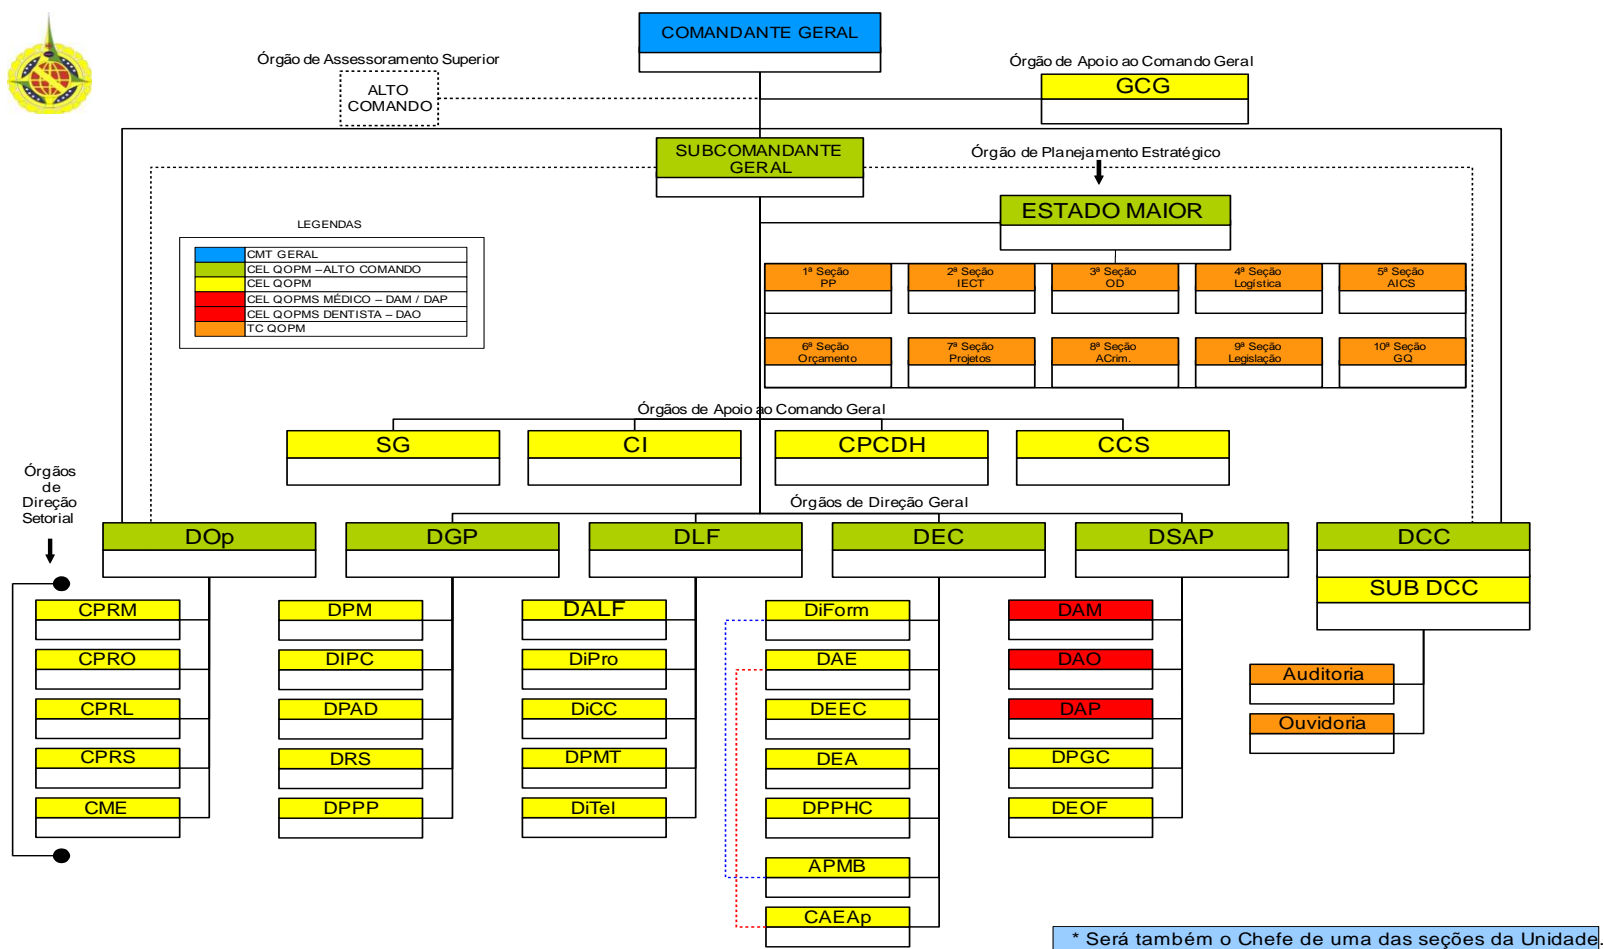 COMANDANTE GERAL
Órgão de Assessoramento Superior
ALTO
COMANDO
Órgão de Apoio ao Comando Geral
GCG
SUBCOMANDANTE
GERAL
Órgão de Planejamento Estratégico
ESTADO MAIOR
LEGENDAS
CMT GERAL
CEL QOPM – ALTO COMANDO
CEL QOPM
CEL QOPMS MÉDICO – DAM / DAP
CEL QOPMS DENTISTA – DAO
TC QOPM
1ª Seção
PP
2ª Seção
IECT
3ª Seção
OD
4ª Seção
Logística
5ª Seção
AICS
6ª Seção
Orçamento
7ª Seção
Projetos
8ª Seção
ACrim.
9ª Seção
Legislação
10ª Seção
GQ
Órgãos de Apoio ao Comando Geral
SG
CI
CPCDH
CCS
Órgãos
de
Direção
Setorial
Órgãos de Direção Geral
DOp
DGP
DLF
DEC
DSAP
DCC
SUB DCC
CPRM
CPRO
CPRL
CPRS
CME
DPM
DIPC
DPAD
DRS
DPPP
DALF
DiPro
DiCC
DPMT
DiTel
DiForm
DAE
DEEC
DEA
DPPHC
APMB
CAEAp
DAM
DAO
DAP
DPGC
DEOF
Auditoria
Ouvidoria
* Será também o Chefe de uma das seções da Unidade.